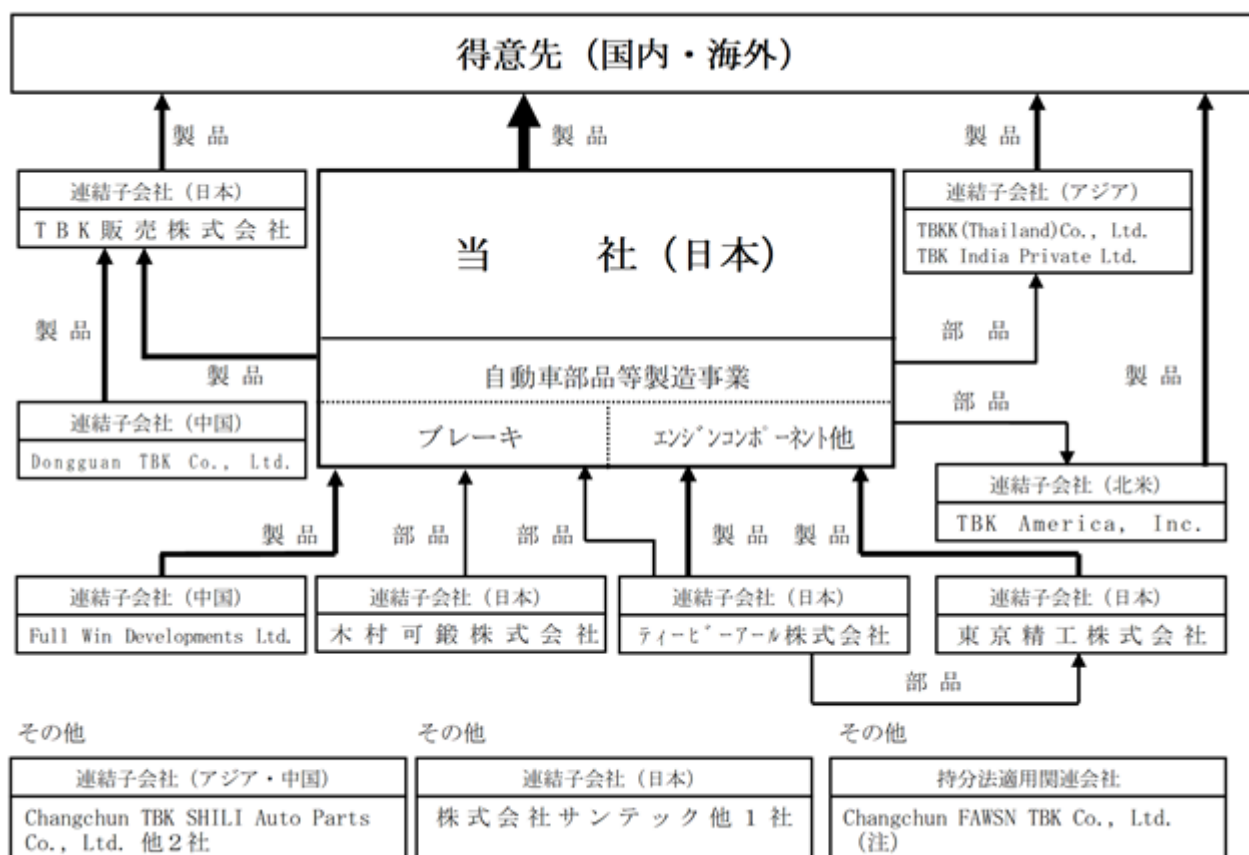 得意先（国内・海外）
製 品
製 品
製 品
連結子会社（日本）
ＴＢＫ販売株式会社
当　　社（日本）
連結子会社（アジア）
TBKK(Thailand)Co., Ltd.
TBK India Private Ltd.
製 品
製 品
部 品
製 品
自動車部品等製造事業
部 品
連結子会社（中国）
Dongguan TBK Co., Ltd.
ブレーキ
ｴﾝｼﾞﾝｺﾝﾎﾟｰﾈﾝﾄ他
連結子会社（北米）
TBK America, Inc.
製 品
部 品
部 品
製 品
製 品
連結子会社（中国）
Full Win Developments Ltd.
連結子会社（日本）
木村可鍛株式会社
連結子会社（日本）
ﾃｨｰﾋﾞｰｱｰﾙ株式会社
連結子会社（日本）
東京精工株式会社
部 品
その他
その他
その他
連結子会社（アジア・中国）
Changchun TBK SHILI Auto Parts
Co., Ltd. 他２社
連結子会社（日本）
株式会社サンテック他１社
持分法適用関連会社
Changchun FAWSN TBK Co., Ltd.
（注）